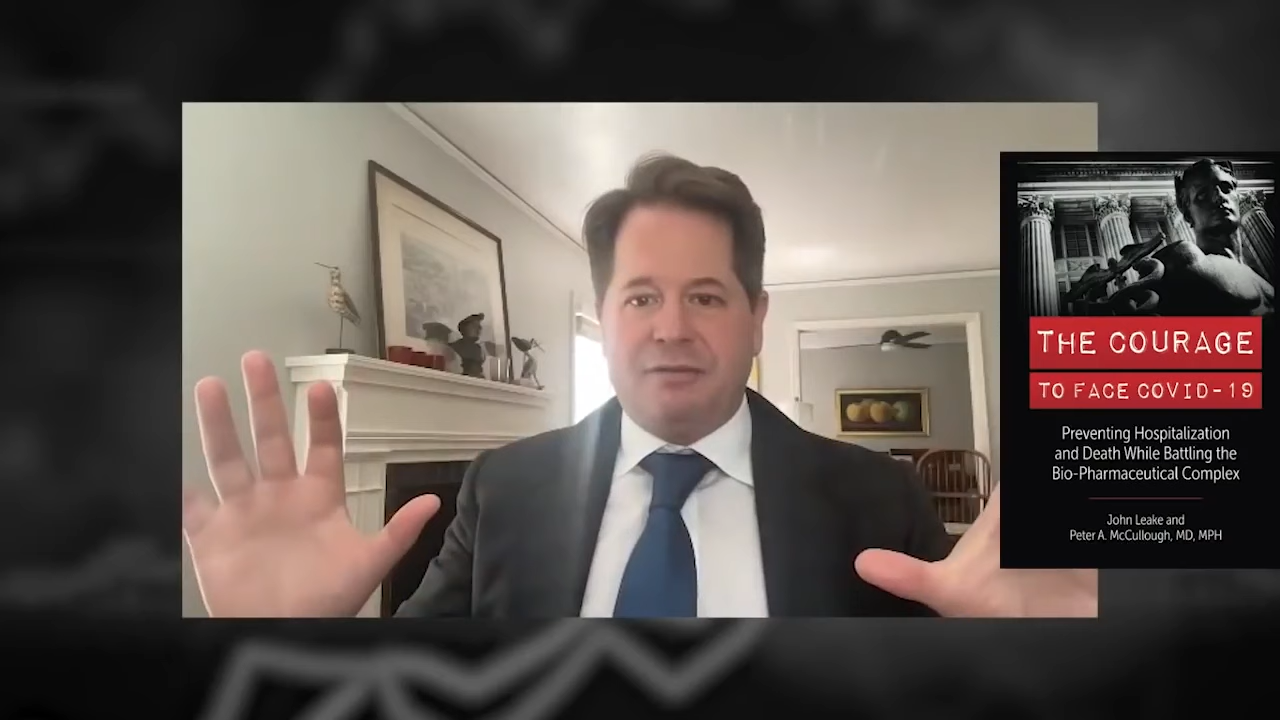 THE COURAGE
TO FACE COVID-19
Preventing Hospitalization
and Death While Battling the
Bio-Pharmaceutical Complex
John Leake and
Peter A. McCullough, MD, MPH